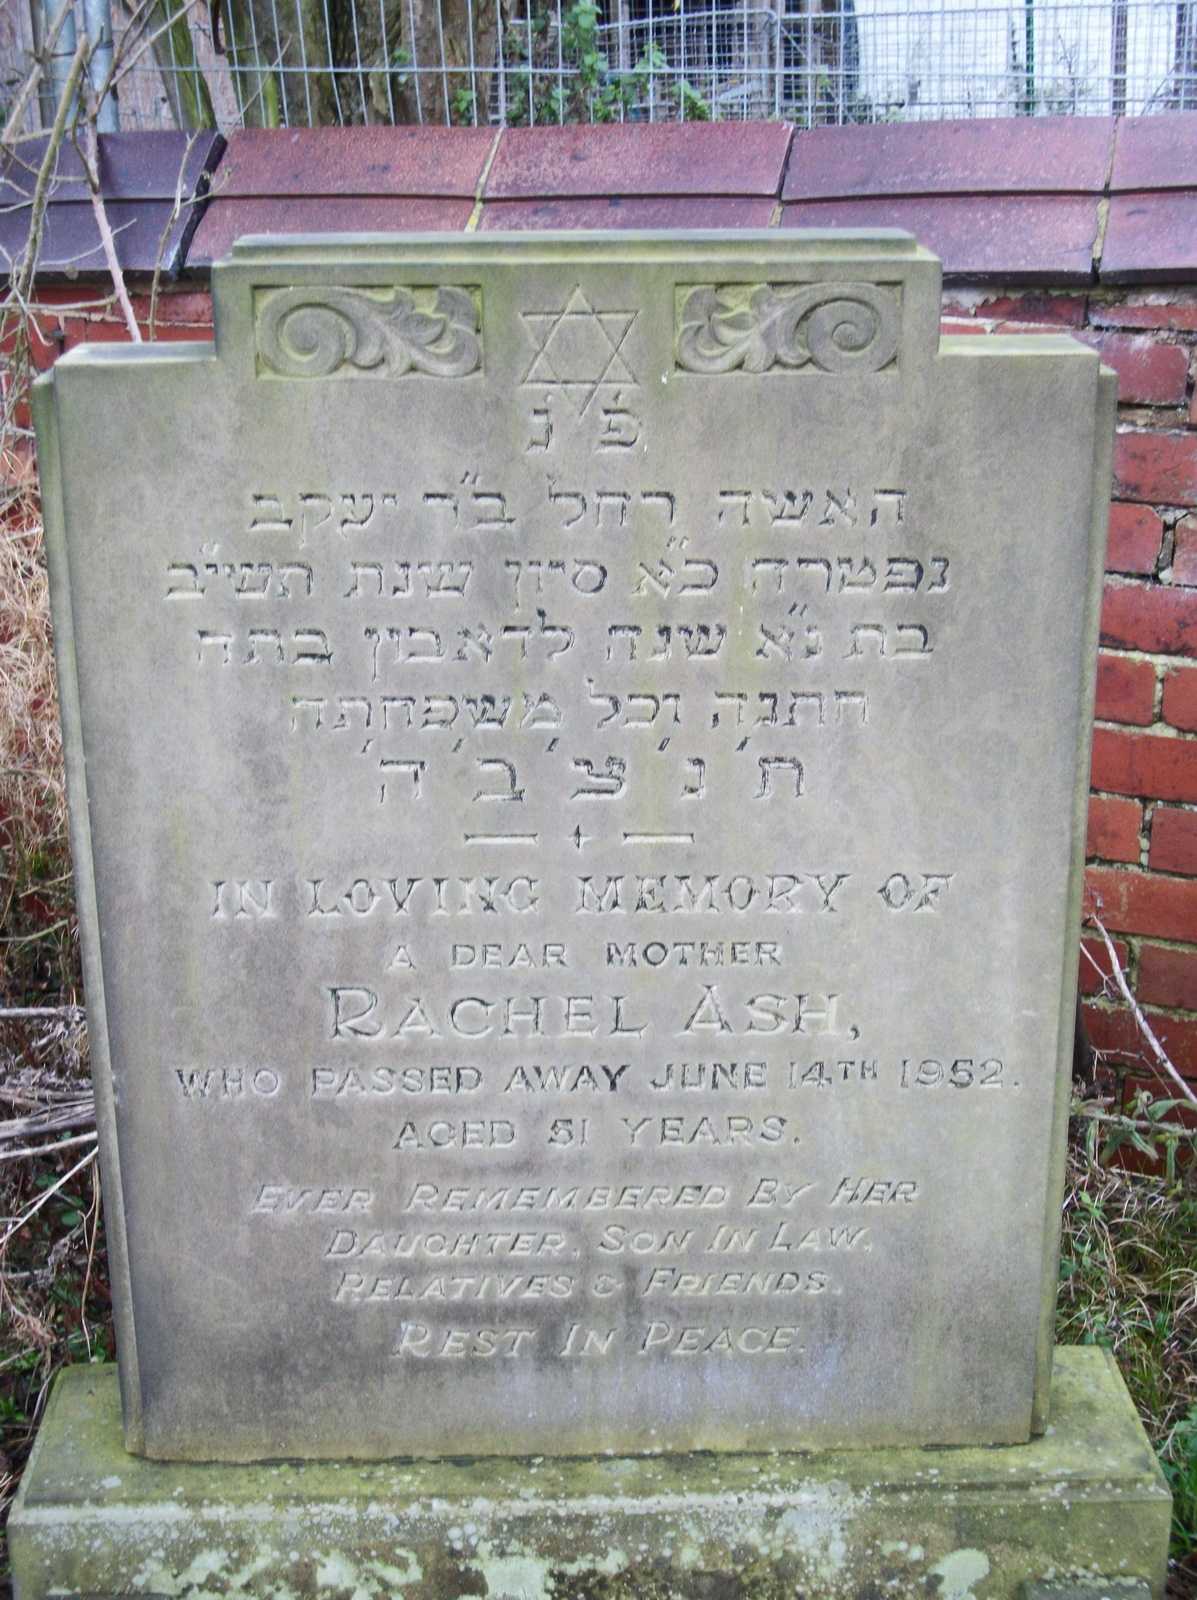 פ' נ'
האשה רחל ב"ר יעקב
נפטרה כ"א סיון שנת תשי"ב
בת נ"א שנה לדאבון בתה
חתנה וכל משפחתה
ת' נ' צ' ב' ה'
IN LOVING MEMORY OF
A DEAR MOTHER
RACHEL ASH,
WHO PASSED AWAY JUNE 14TH 1952.
AGED 51 YEARS.
EVER REMEMBERED BY HER
DAUGHTER, SON IN LAW,
RELATIVES & FRIENDS.
REST IN PEACE.